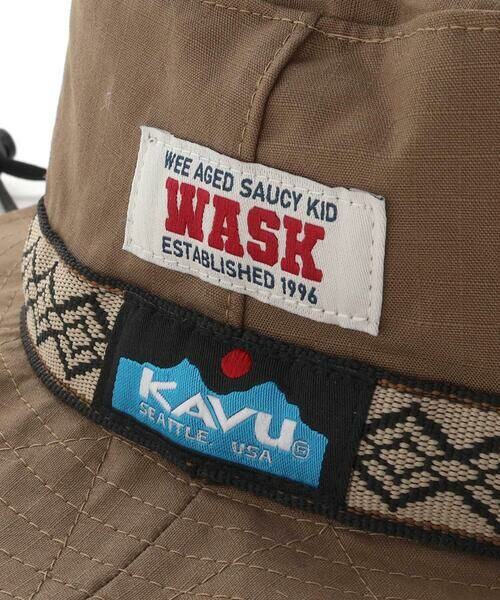 WEE AGED SAUCY KID
WASK
ESTABLISHED 1996
KAVU
SEATTLE, USA